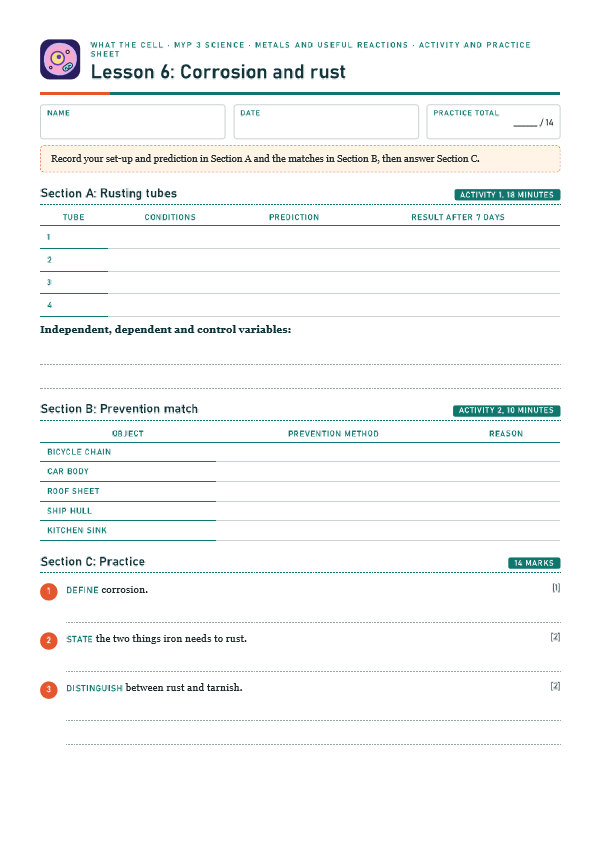 WHAT THE CELL · MYP 3 SCIENCE · METALS AND USEFUL REACTIONS · ACTIVITY AND PRACTICE
SHEET
Lesson 6: Corrosion and rust
NAME
DATE
PRACTICE TOTAL
_____ / 14
Record your set-up and prediction in Section A and the matches in Section B, then answer Section C.
Section A: Rusting tubes
ACTIVITY 1, 18 MINUTES
TUBE CONDITIONS PREDICTION RESULT AFTER 7 DAYS
1
2
3
4
Independent, dependent and control variables:
Section B: Prevention match
ACTIVITY 2, 10 MINUTES
OBJECT PREVENTION METHOD REASON
BICYCLE CHAIN
CAR BODY
ROOF SHEET
SHIP HULL
KITCHEN SINK
Section C: Practice
14 MARKS
1 DEFINE corrosion. [1]
2 STATE the two things iron needs to rust. [2]
3 DISTINGUISH between rust and tarnish. [2]